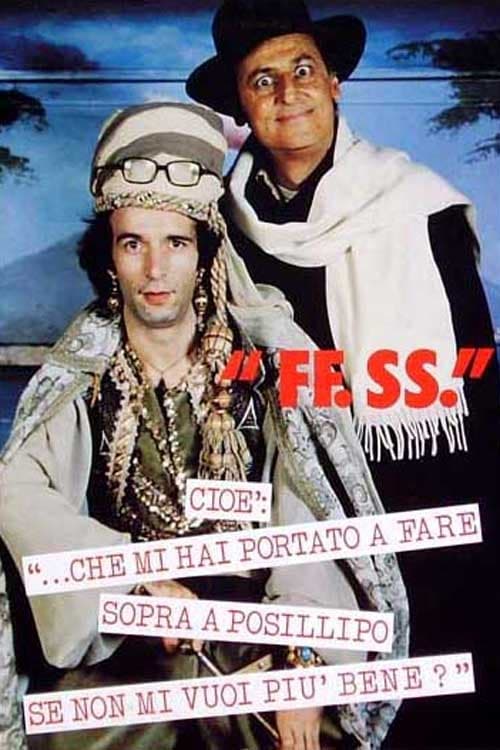 "FF. SS."
CIOE':
"...CHE MI HAI PORTATO A FARE
SOPRA A POSILLIPO
SE NON MI VUOI PIU' BENE?"